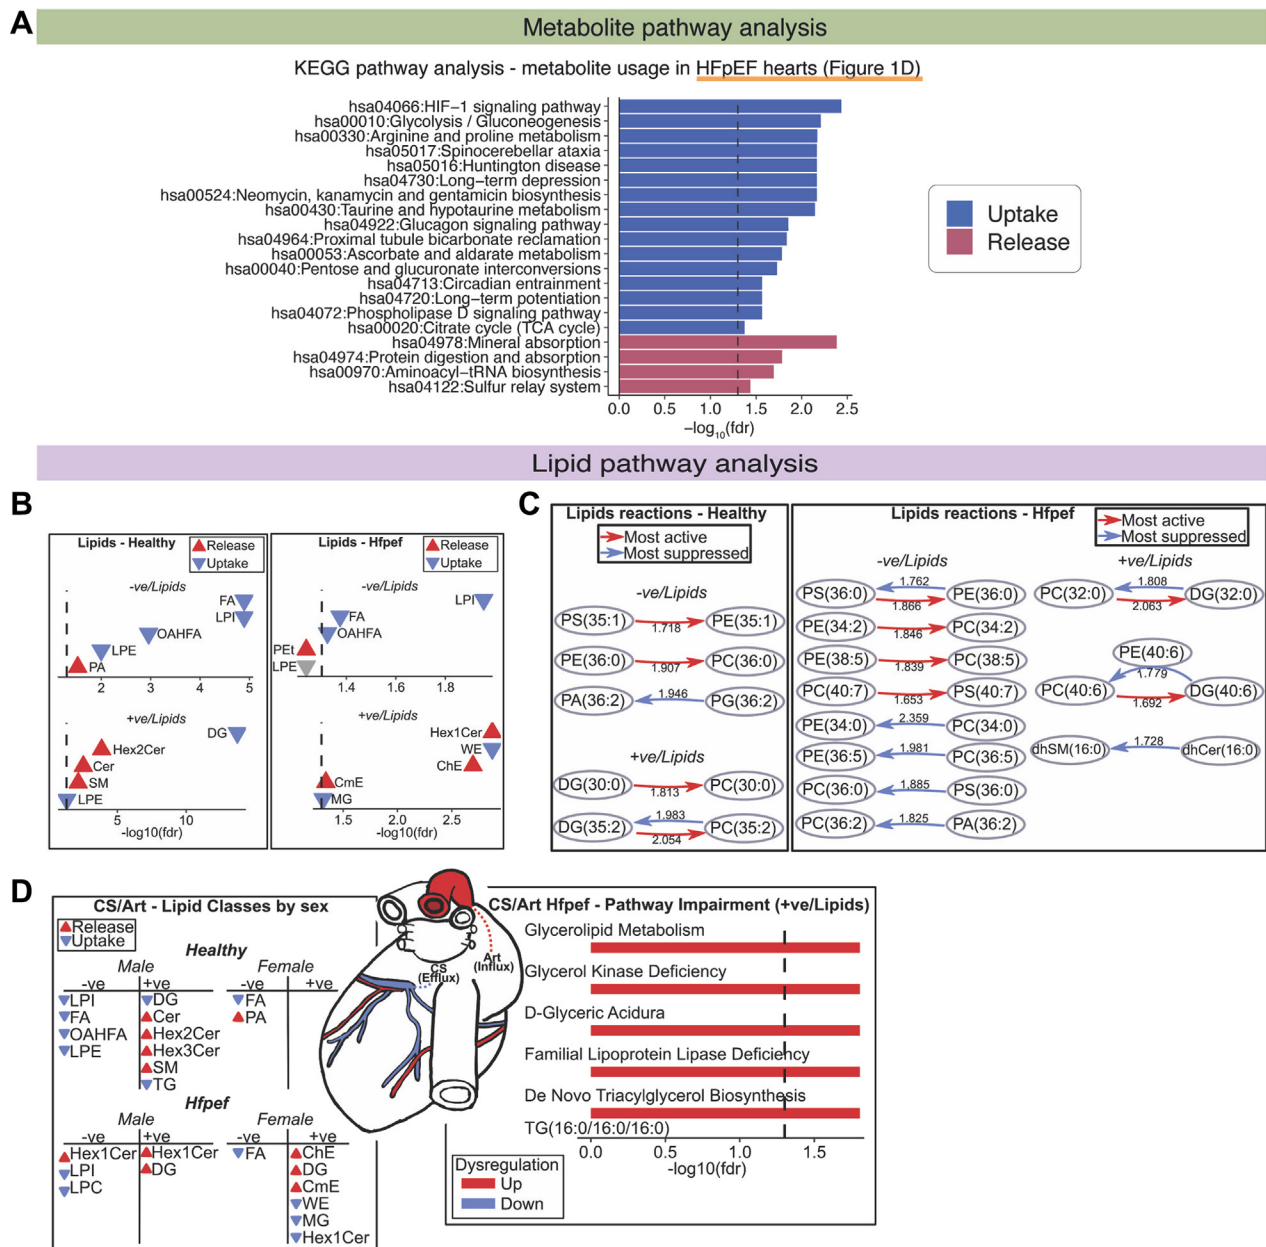 A
Metabolite pathway analysis
KEGG pathway analysis - metabolite usage in HFpEF hearts (Figure 1D)
hsa04066:HIF−1 signaling pathway
hsa00010:Glycolysis / Gluconeogenesis
hsa00330:Arginine and proline metabolism
hsa05017:Spinocerebellar ataxia
hsa05016:Huntington disease
hsa04730:Long−term depression
hsa00524:Neomycin, kanamycin and gentamicin biosynthesis
hsa00430:Taurine and hypotaurine metabolism
hsa04922:Glucagon signaling pathway
hsa04964:Proximal tubule bicarbonate reclamation
hsa00053:Ascorbate and aldarate metabolism
hsa00040:Pentose and glucuronate interconversions
hsa04713:Circadian entrainment
hsa04720:Long−term potentiation
hsa04072:Phospholipase D signaling pathway
hsa00020:Citrate cycle (TCA cycle)
hsa04978:Mineral absorption
hsa04974:Protein digestion and absorption
hsa00970:Aminoacyl−tRNA biosynthesis
hsa04122:Sulfur relay system
0.0 0.5 1.0 1.5 2.0 2.5
−log10(fdr)
Uptake
Release
Lipid pathway analysis
B
Lipids - Healthy
Release
Uptake
-ve/Lipids
FA
LPI
OAHFA
LPE
PA
2 3 4 5
+ve/Lipids
DG
Hex2Cer
Cer
SM
LPE
5 10
-log10(fdr)
Lipids - Hfpef
Release
Uptake
-ve/Lipids
LPI
FA
OAHFA
PEt
LPE
1.4 1.6 1.8
+ve/Lipids
Hex1Cer
WE
ChE
CmE
MG
1.5 2.0 2.5
-log10(fdr)
C
Lipids reactions - Healthy
Most active
Most suppressed
-ve/Lipids
PS(35:1) 1.718 PE(35:1)
PE(36:0) 1.907 PC(36:0)
PA(36:2) 1.946 PG(36:2)
+ve/Lipids
DG(30:0) 1.813 PC(30:0)
DG(35:2) 1.983 2.054 PC(35:2)
Lipids reactions - Hfpef
Most active
Most suppressed
-ve/Lipids
PS(36:0) 1.762 1.866 PE(36:0)
PE(34:2) 1.846 PC(34:2)
PE(38:5) 1.839 PC(38:5)
PC(40:7) 1.653 PS(40:7)
PE(34:0) 2.359 PC(34:0)
PE(36:5) 1.981 PC(36:5)
PC(36:0) 1.885 PS(36:0)
PC(36:2) 1.825 PA(36:2)
+ve/Lipids
PC(32:0) 1.808 2.063 DG(32:0)
PE(40:6)
1.779
PC(40:6) 1.692 DG(40:6)
dhSM(16:0) 1.728 dhCer(16:0)
D
CS/Art - Lipid Classes by sex
Release
Uptake
Healthy
Male Female
-ve +ve -ve +ve
LPI DG FA
FA Cer PA
OAHFA Hex2Cer
LPE Hex3Cer
SM
TG
Hfpef
Male Female
-ve +ve -ve +ve
Hex1Cer Hex1Cer FA ChE
LPI DG DG
LPC CmE
WE
MG
Hex1Cer
CS
(Efflux)
Art
(Influx)
CS/Art Hfpef - Pathway Impairment (+ve/Lipids)
Glycerolipid Metabolism
Glycerol Kinase Deficiency
D-Glyceric Acidura
Familial Lipoprotein Lipase Deficiency
De Novo Triacylglycerol Biosynthesis
TG(16:0/16:0/16:0)
0.0 0.5 1.0 1.5
-log10(fdr)
Dysregulation
Up
Down